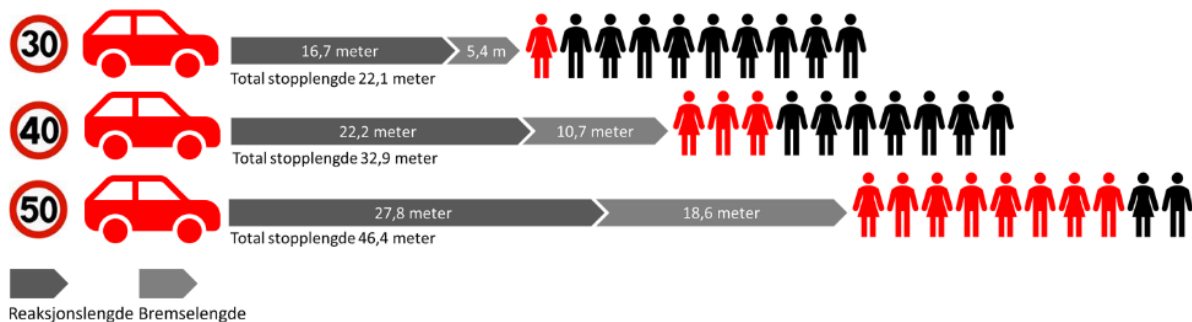 30
16,7 meter
5,4 m
Total stopplengde 22,1 meter
40
22,2 meter
10,7 meter
Total stopplengde 32,9 meter
50
27,8 meter
18,6 meter
Total stopplengde 46,4 meter
Reaksjonslengde Bremselengde